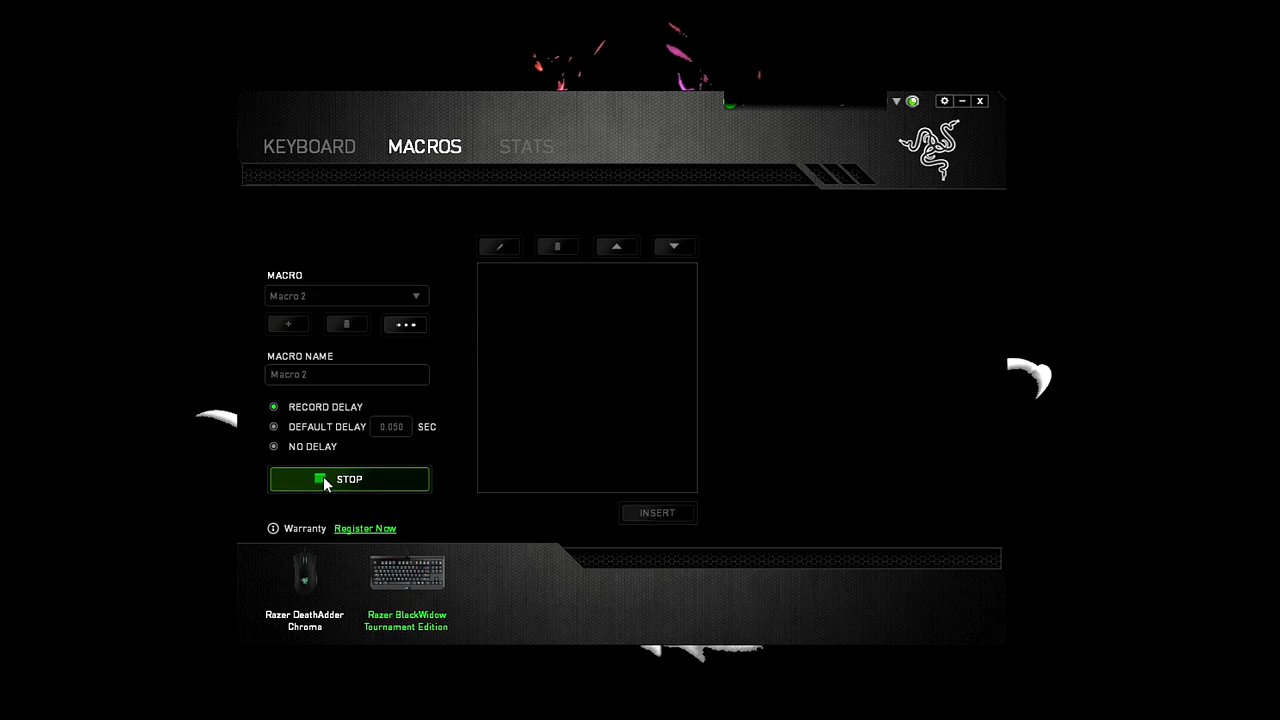 KEYBOARD MACROS STATS
MACRO
Macro 2
MACRO NAME
Macro 2
RECORD DELAY
DEFAULT DELAY 0.050 SEC
NO DELAY
STOP
INSERT
Warranty Register Now
Razer DeathAdder
Chroma
Razer BlackWidow
Tournament Edition